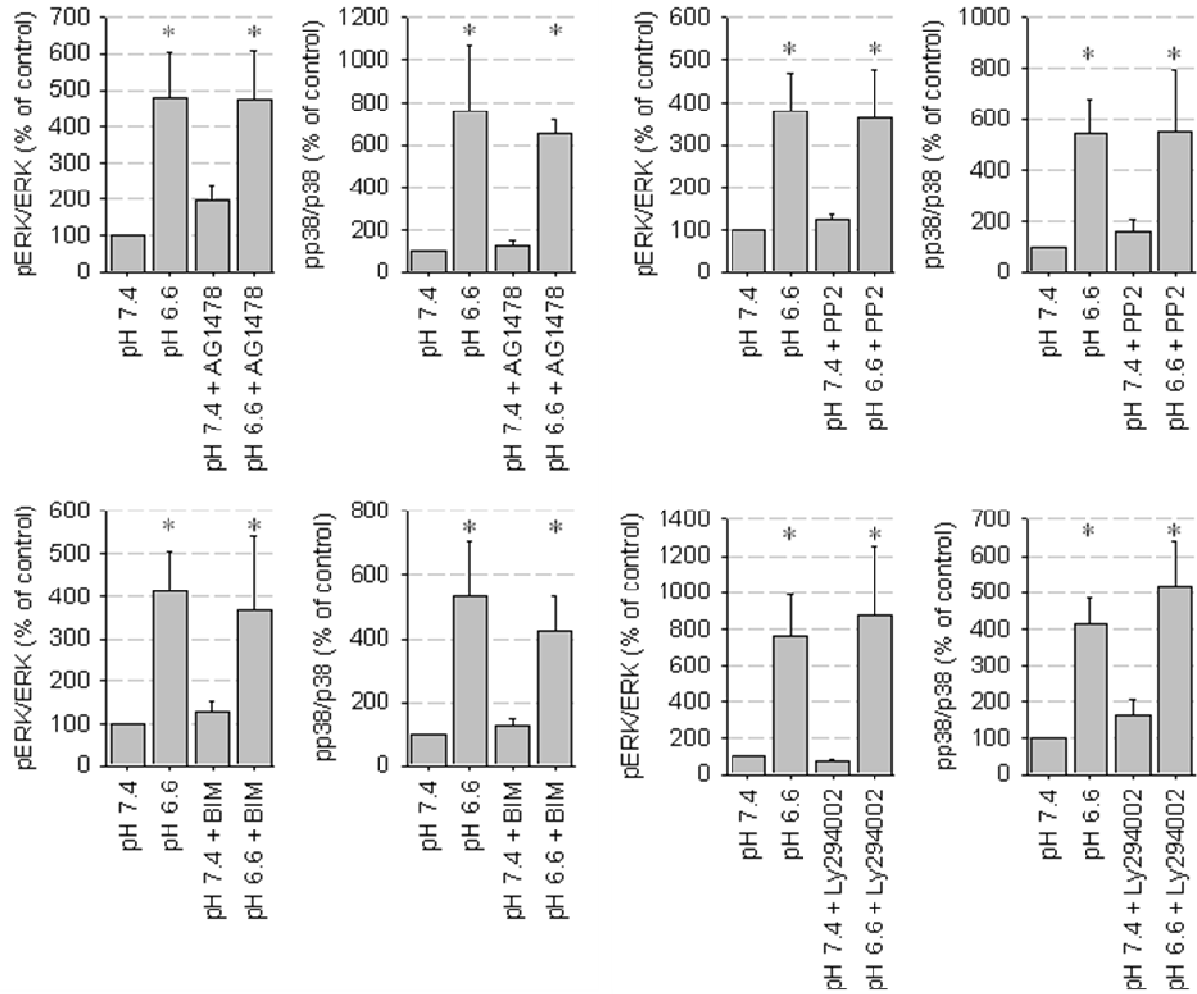 pERK/ERK (% of control)
700
600
500
400
300
200
100
0
*
*
pH 7.4
pH 6.6
pH 7.4 + AG1478
pH 6.6 + AG1478
pp38/p38 (% of control)
1200
1000
800
600
400
200
0
*
*
pH 7.4
pH 6.6
pH 7.4 + AG1478
pH 6.6 + AG1478
pERK/ERK (% of control)
600
500
400
300
200
100
0
*
*
pH 7.4
pH 6.6
pH 7.4 + PP2
pH 6.6 + PP2
pp38/p38 (% of control)
1000
800
600
400
200
0
*
*
pH 7.4
pH 6.6
pH 7.4 + PP2
pH 6.6 + PP2
pERK/ERK (% of control)
600
500
400
300
200
100
0
*
*
pH 7.4
pH 6.6
pH 7.4 + BIM
pH 6.6 + BIM
pp38/p38 (% of control)
800
600
400
200
0
*
*
pH 7.4
pH 6.6
pH 7.4 + BIM
pH 6.6 + BIM
pERK/ERK (% of control)
1400
1200
1000
800
600
400
200
0
*
*
pH 7.4
pH 6.6
pH 7.4 + Ly294002
pH 6.6 + Ly294002
pp38/p38 (% of control)
700
600
500
400
300
200
100
0
*
*
pH 7.4
pH 6.6
pH 7.4 + Ly294002
pH 6.6 + Ly294002